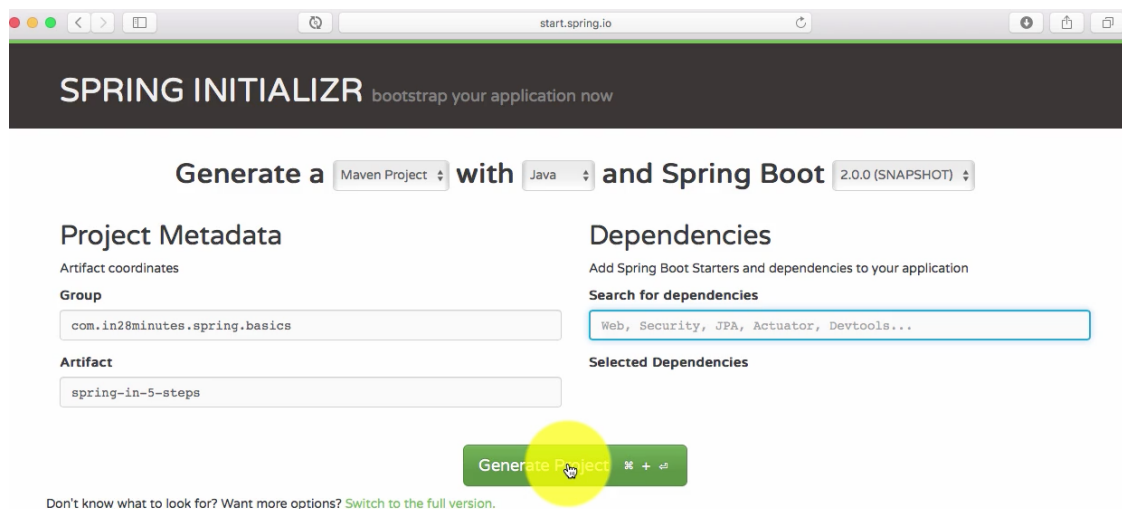 start.spring.io
SPRING INITIALIZR bootstrap your application now
Generate a Maven Project with Java and Spring Boot 2.0.0 (SNAPSHOT)
Project Metadata
Artifact coordinates
Group
com.in28minutes.spring.basics
Artifact
spring-in-5-steps
Dependencies
Add Spring Boot Starters and dependencies to your application
Search for dependencies
Web, Security, JPA, Actuator, Devtools...
Selected Dependencies
Generate Project ⌘ + ⏎
Don't know what to look for? Want more options? Switch to the full version.